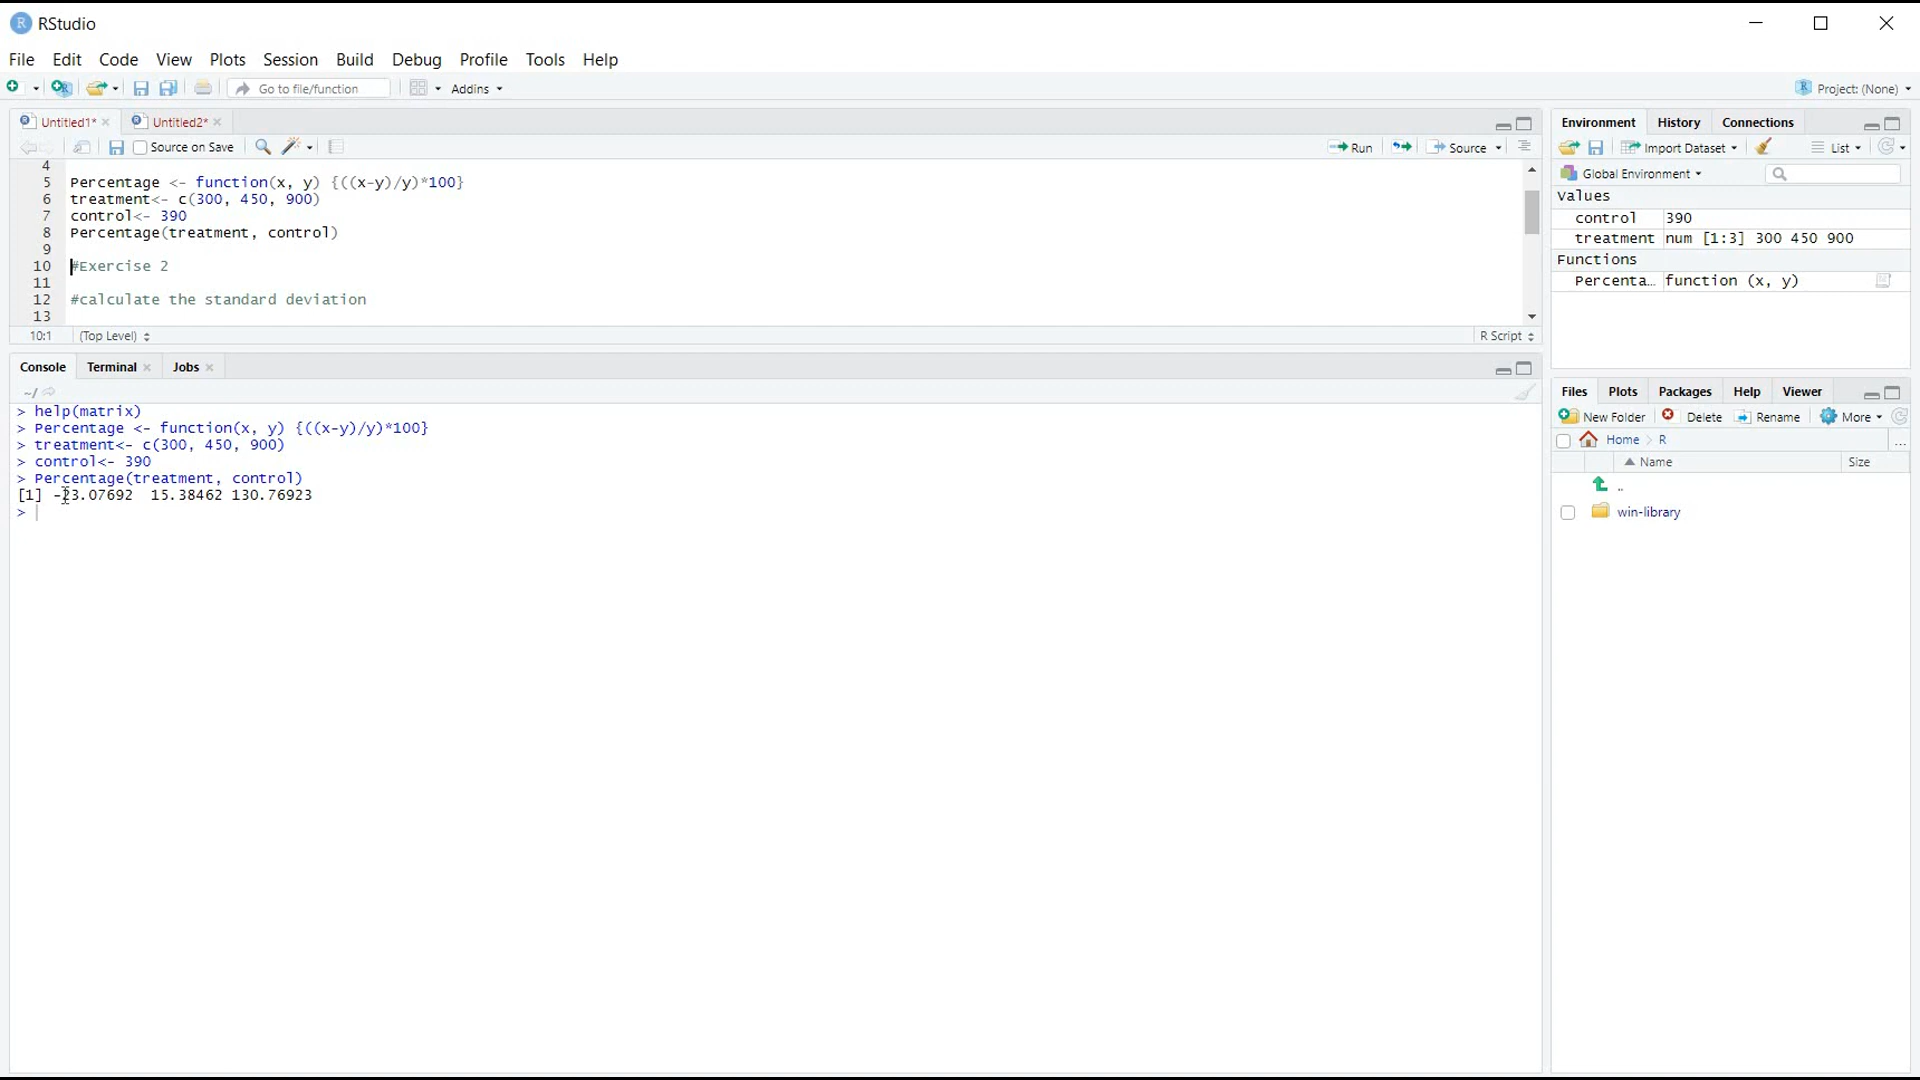 RStudio
File Edit Code View Plots Session Build Debug Profile Tools Help
Go to file/function Addins Project: (None)
Untitled1* Untitled2*
Source on Save Run Source
4
5 Percentage <- function(x, y) {((x-y)/y)*100}
6 treatment<- c(300, 450, 900)
7 control<- 390
8 Percentage(treatment, control)
9
10 #Exercise 2
11
12 #calculate the standard deviation
13
10:1 (Top Level) R Script
Console Terminal Jobs
~/
> help(matrix)
> Percentage <- function(x, y) {((x-y)/y)*100}
> treatment<- c(300, 450, 900)
> control<- 390
> Percentage(treatment, control)
[1] -23.07692  15.38462 130.76923
>
Environment History Connections
Import Dataset List
Global Environment
Values
control 390
treatment num [1:3] 300 450 900
Functions
Percenta… function (x, y)
Files Plots Packages Help Viewer
New Folder Delete Rename More
Home R ...
Name Size
..
win-library